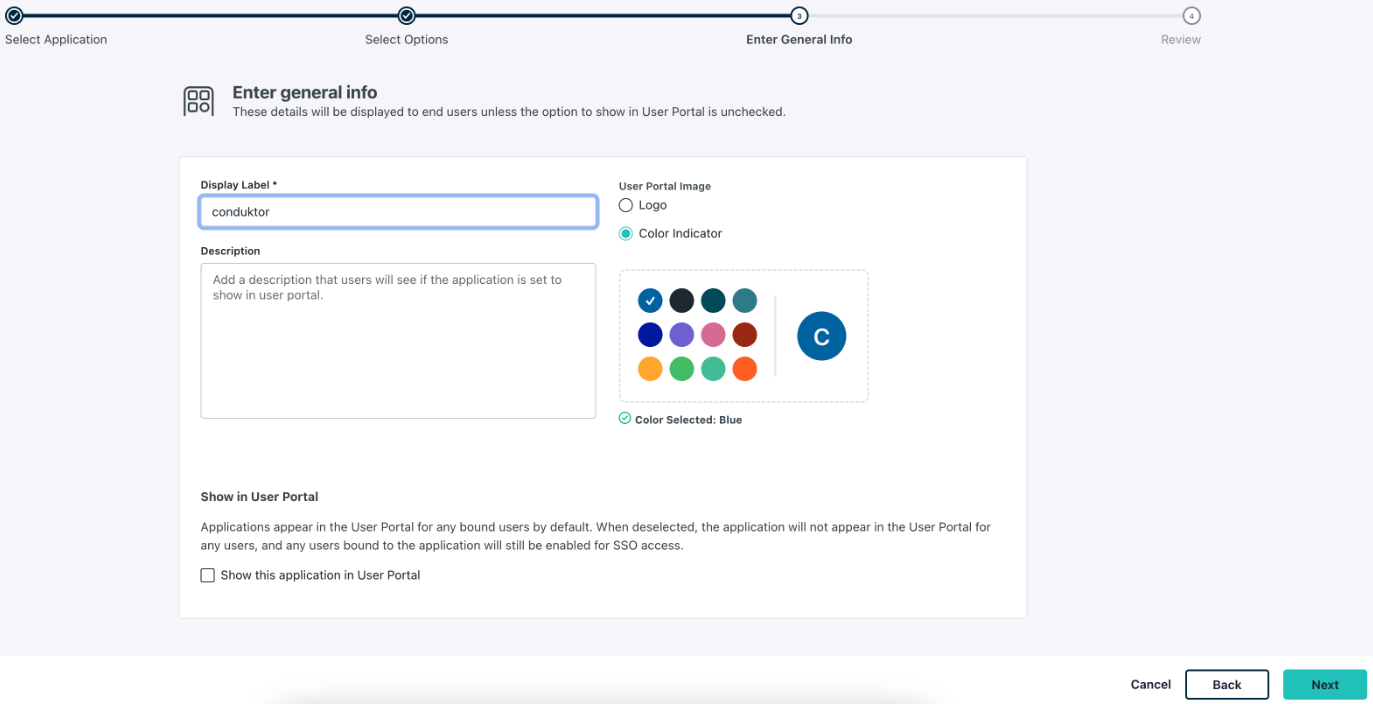 3
4
Select Application
Select Options
Enter General Info
Review
Enter general info
These details will be displayed to end users unless the option to show in User Portal is unchecked.
Display Label *
conduktor
Description
Add a description that users will see if the application is set to
show in user portal.
User Portal Image
Logo
Color Indicator
C
Color Selected: Blue
Show in User Portal
Applications appear in the User Portal for any bound users by default. When deselected, the application will not appear in the User Portal for
any users, and any users bound to the application will still be enabled for SSO access.
Show this application in User Portal
Cancel
Back
Next